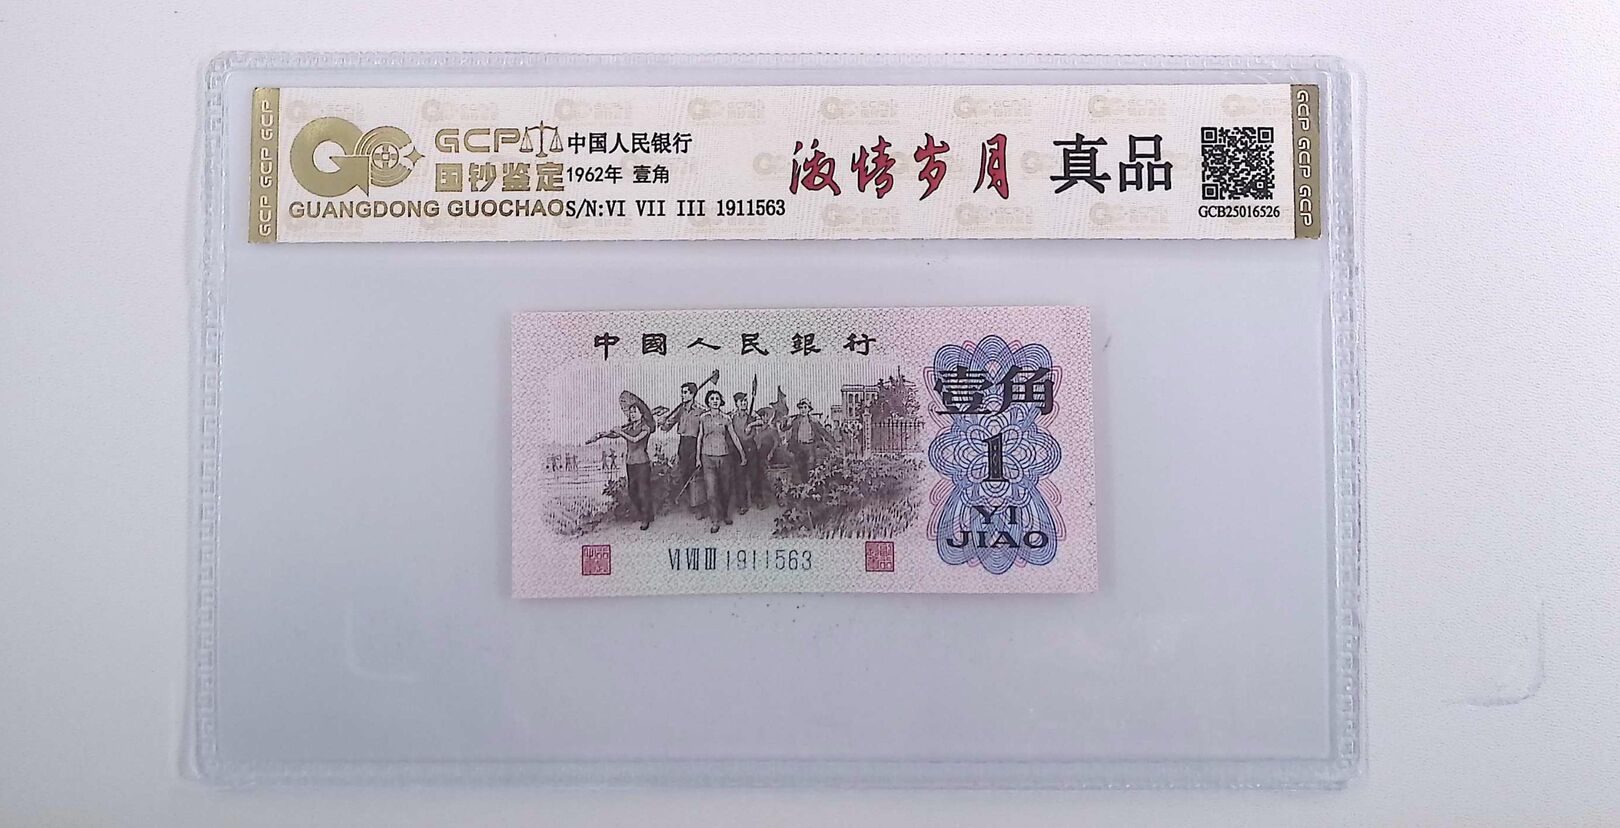 GCP GCP GCP
GCP
国钞鉴定
GUANGDONG GUOCHAO
中国人民银行
1962年 壹角
S/N:VI VII III 1911563
激情岁月
真品
GCB25016526
GCP GCP GCP
中國人民銀行
壹角
1
YI
JIAO
VI VII III 1911563